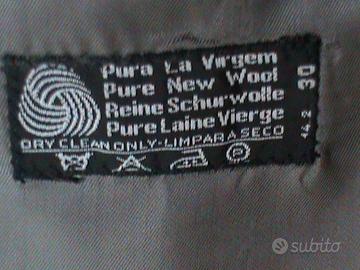 Pura La Virgem
Pure New Wool
Reine Schurwolle
Pure Laine Vierge
DRY CLEAN ONLY-LIMPAR A SECO
P
30
14.2
subito